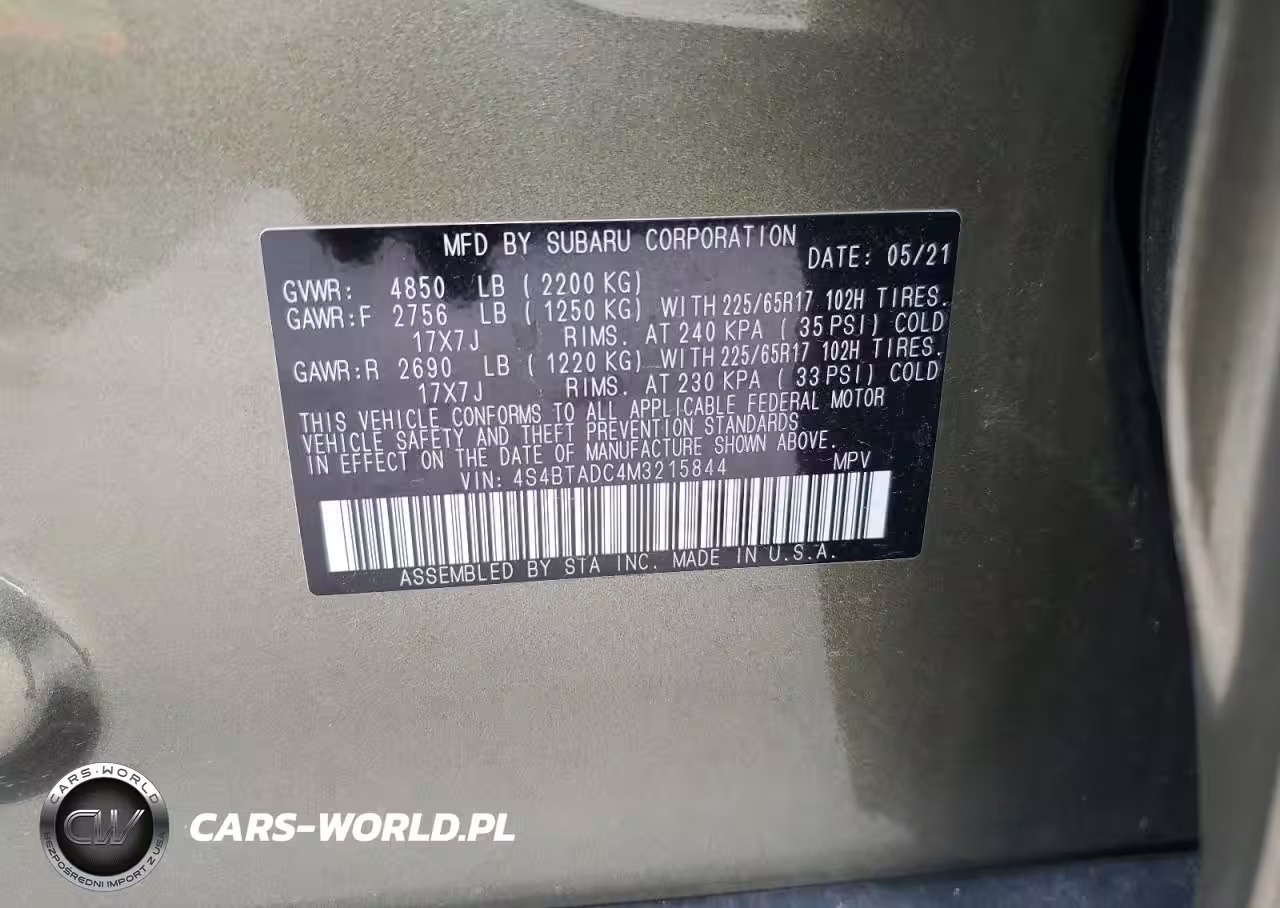 MFD BY SUBARU CORPORATION DATE: 05/21
GVWR: 4850 LB ( 2200 KG)
GAWR:F 2756 LB ( 1250 KG) WITH 225/65R17 102H TIRES.
17X7J RIMS. AT 240 KPA ( 35 PSI) COLD
GAWR:R 2690 LB ( 1220 KG) WITH 225/65R17 102H TIRES.
17X7J RIMS. AT 230 KPA ( 33 PSI) COLD
THIS VEHICLE CONFORMS TO ALL APPLICABLE FEDERAL MOTOR
VEHICLE SAFETY AND THEFT PREVENTION STANDARDS
IN EFFECT ON THE DATE OF MANUFACTURE SHOWN ABOVE.
VIN: 4S4BTADC4M3215844 MPV
ASSEMBLED BY STA INC. MADE IN U.S.A.
CARS-WORLD
CW
BEZPOŚREDNI IMPORT Z USA
CARS-WORLD.PL